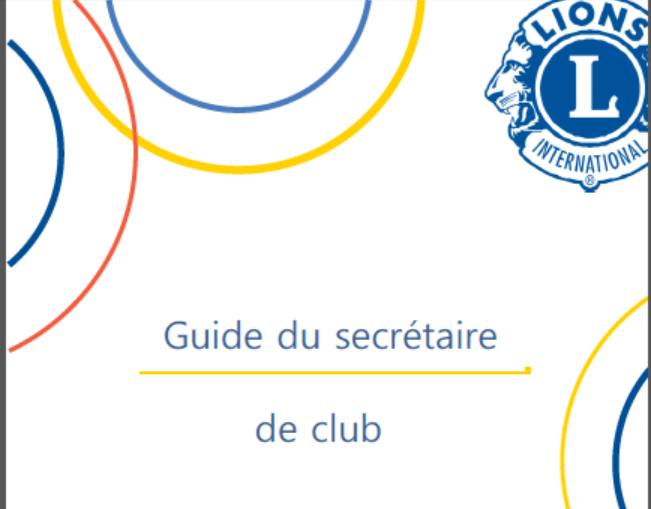 LIONS
L
INTERNATIONAL
®
Guide du secrétaire
de club